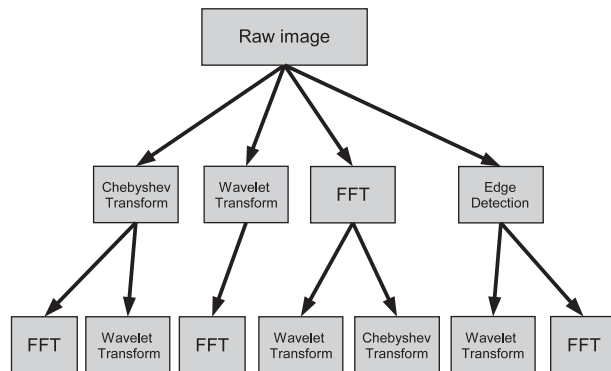 Raw image
Chebyshev
Transform
Wavelet
Transform
FFT
Edge
Detection
FFT
Wavelet
Transform
FFT
Wavelet
Transform
Chebyshev
Transform
Wavelet
Transform
FFT